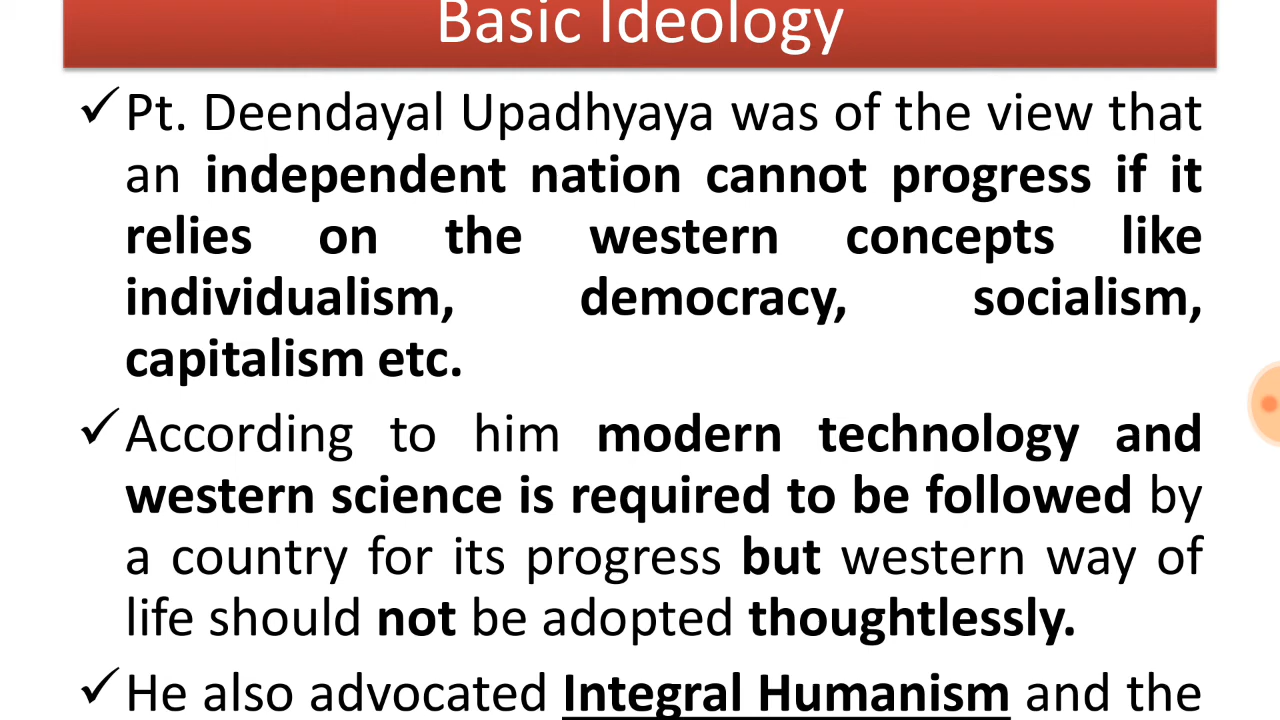 Basic Ideology
✓Pt. Deendayal Upadhyaya was of the view that
an independent nation cannot progress if it
relies on the western concepts like
individualism, democracy, socialism,
capitalism etc.
✓According to him modern technology and
western science is required to be followed by
a country for its progress but western way of
life should not be adopted thoughtlessly.
✓He also advocated Integral Humanism and the